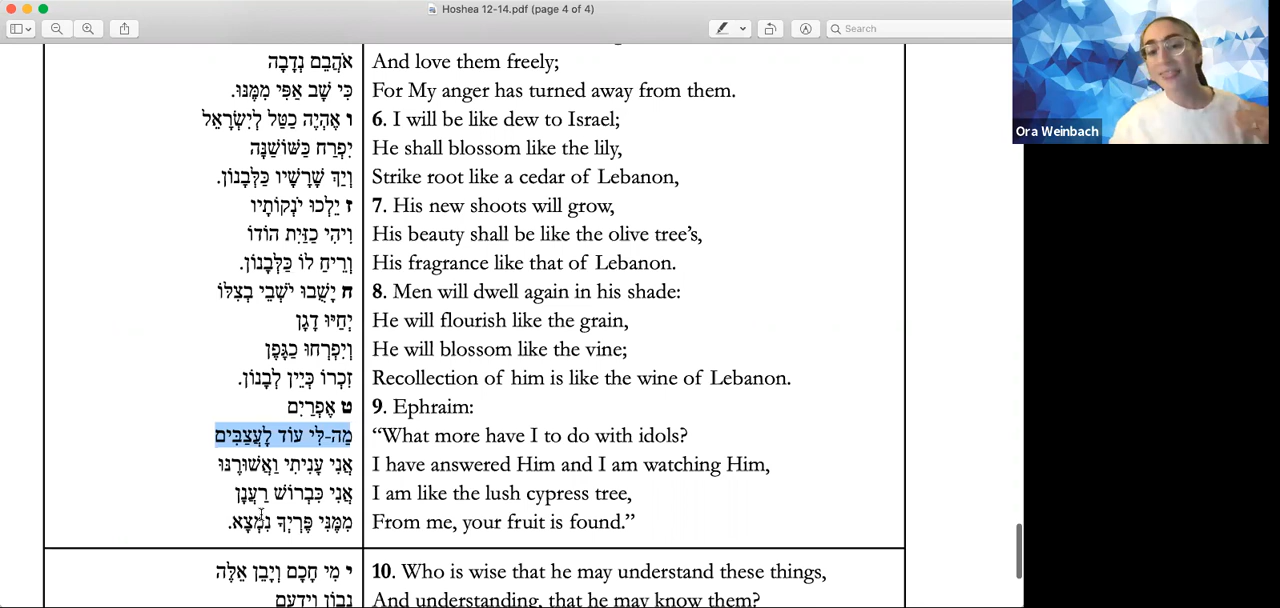 Hoshea 12-14.pdf (page 4 of 4)
Search
Ora Weinbach
אֹהֲבֵם נְדָבָה
And love them freely;
כִּי שָׁב אַפִּי מִמֶּנּוּ.
For My anger has turned away from them.
ו אֶהְיֶה כַטַּל לְיִשְׂרָאֵל
6. I will be like dew to Israel;
יִפְרַח כַּשּׁוֹשַׁנָּה
He shall blossom like the lily,
וְיַךְ שָׁרָשָׁיו כַּלְּבָנוֹן.
Strike root like a cedar of Lebanon,
ז יֵלְכוּ יֹנְקוֹתָיו
7. His new shoots will grow,
וִיהִי כַזַּיִת הוֹדוֹ
His beauty shall be like the olive tree’s,
וְרֵיחַ לוֹ כַּלְּבָנוֹן.
His fragrance like that of Lebanon.
ח יָשֻׁבוּ יֹשְׁבֵי בְצִלּוֹ
8. Men will dwell again in his shade:
יְחַיּוּ דָגָן
He will flourish like the grain,
וְיִפְרְחוּ כַגָּפֶן
He will blossom like the vine;
זִכְרוֹ כְּיֵין לְבָנוֹן.
Recollection of him is like the wine of Lebanon.
ט אֶפְרַיִם
9. Ephraim:
מַה-לִּי עוֹד לָעֲצַבִּים
“What more have I to do with idols?
אֲנִי עָנִיתִי וַאֲשׁוּרֶנּוּ
I have answered Him and I am watching Him,
אֲנִי כִּבְרוֹשׁ רַעֲנָן
I am like the lush cypress tree,
מִמֶּנִּי פֶּרְיְךָ נִמְצָא.
From me, your fruit is found.”
י מִי חָכָם וְיָבֵן אֵלֶּה
10. Who is wise that he may understand these things,
נָבוֹן וְיֵדָעֵם
And understanding, that he may know them?